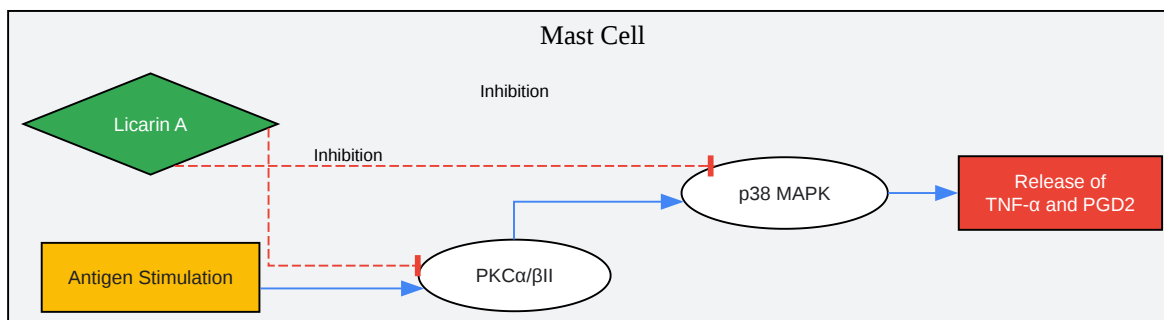 Mast Cell
Inhibition
Licarin A
Inhibition
p38 MAPK
Release of
TNF-α and PGD2
Antigen Stimulation
PKCα/βII